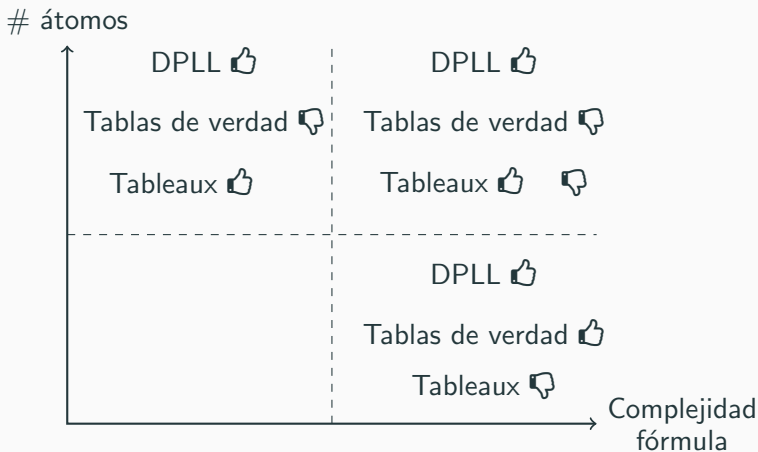 # átomos
DPLL 👍 DPLL 👍
Tablas de verdad 👎 Tablas de verdad 👎
Tableaux 👍 Tableaux 👍 👎
DPLL 👍
Tablas de verdad 👍
Tableaux 👎
Complejidad
fórmula